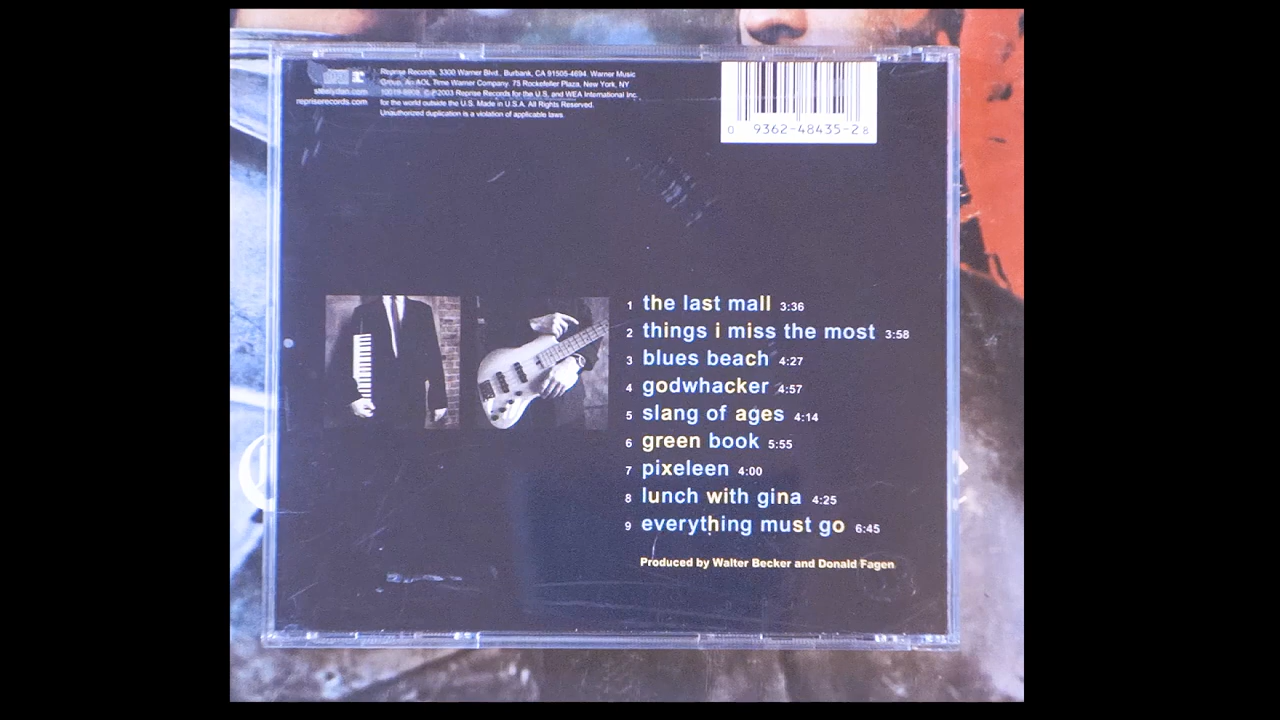 Reprise Records, 3300 Warner Blvd., Burbank, CA 91505-4694. Warner Music
Group, An AOL Time Warner Company. 75 Rockefeller Plaza, New York, NY
10019-6908. © ℗ 2003 Reprise Records for the U.S. and WEA International Inc.
for the world outside the U.S. Made in U.S.A. All Rights Reserved.
Unauthorized duplication is a violation of applicable laws.
steelydan.com
repriserecords.com
0 9362-48435-2 8
1 the last mall 3:36
2 things i miss the most 3:58
3 blues beach 4:27
4 godwhacker 4:57
5 slang of ages 4:14
6 green book 5:55
7 pixeleen 4:00
8 lunch with gina 4:25
9 everything must go 6:45
Produced by Walter Becker and Donald Fagen